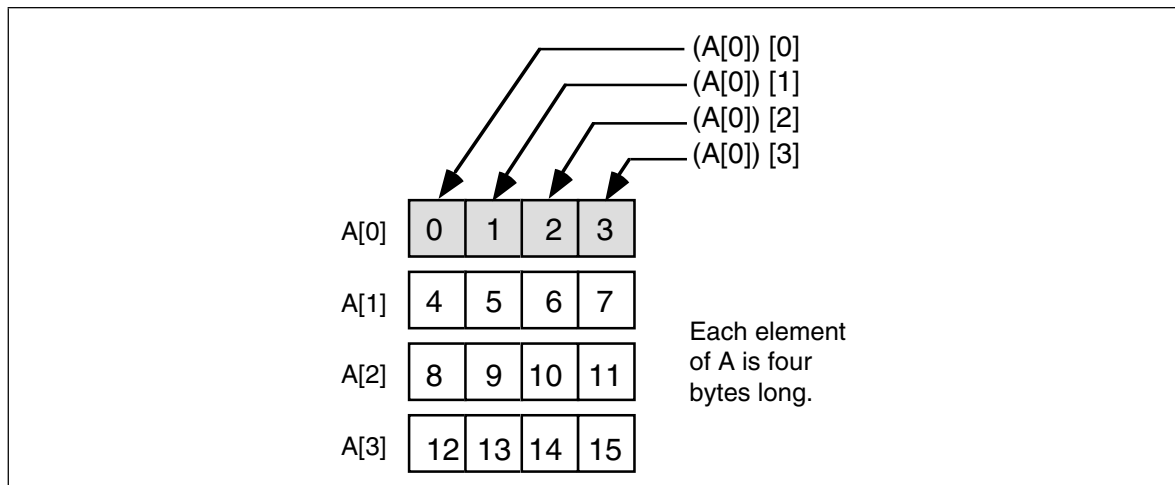 (A[0]) [0]
(A[0]) [1]
(A[0]) [2]
(A[0]) [3]
A[0] 0 1 2 3
A[1] 4 5 6 7
A[2] 8 9 10 11
A[3] 12 13 14 15
Each element
of A is four
bytes long.